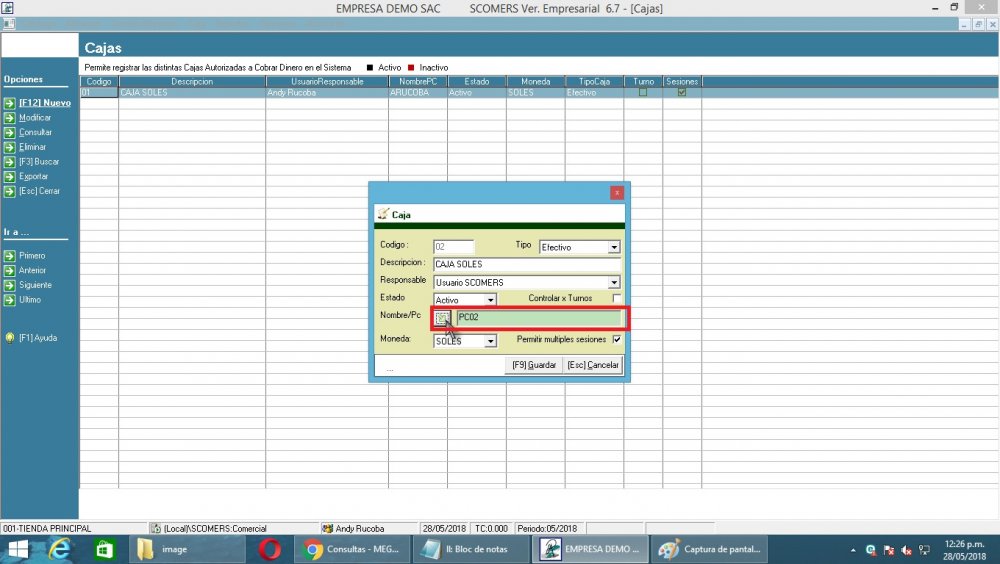 EMPRESA DEMO SAC SCOMERS Ver. Empresarial 6.7 - [Cajas]
Cajas
Permite registrar las distintas Cajas Autorizadas a Cobrar Dinero en el Sistema Activo Inactivo
Opciones
[F12] Nuevo
Modificar
Consultar
Eliminar
[F3] Buscar
Exportar
[Esc] Cerrar
Ir a ...
Primero
Anterior
Siguiente
Ultimo
[F1] Ayuda
Codigo Descripcion UsuarioResponsable NombrePC Estado Moneda TipoCaja Turno Sesiones
01 CAJA SOLES Andy Rucoba ARUCOBA Activo SOLES Efectivo
Caja
Codigo : 02 Tipo Efectivo
Descripcion : CAJA SOLES
Responsable Usuario SCOMERS
Estado Activo Controlar x Turnos
Nombre/Pc PC02
Moneda: SOLES Permitir multiples sesiones
... [F9] Guardar [Esc] Cancelar
001-TIENDA PRINCIPAL (Local)\SCOMERS:Comercial Andy Rucoba 28/05/2018 TC:0.000 Periodo:05/2018
image Consultas - MEG... II: Bloc de notas EMPRESA DEMO ... Captura de pantal... 12:26 p.m.
28/05/2018